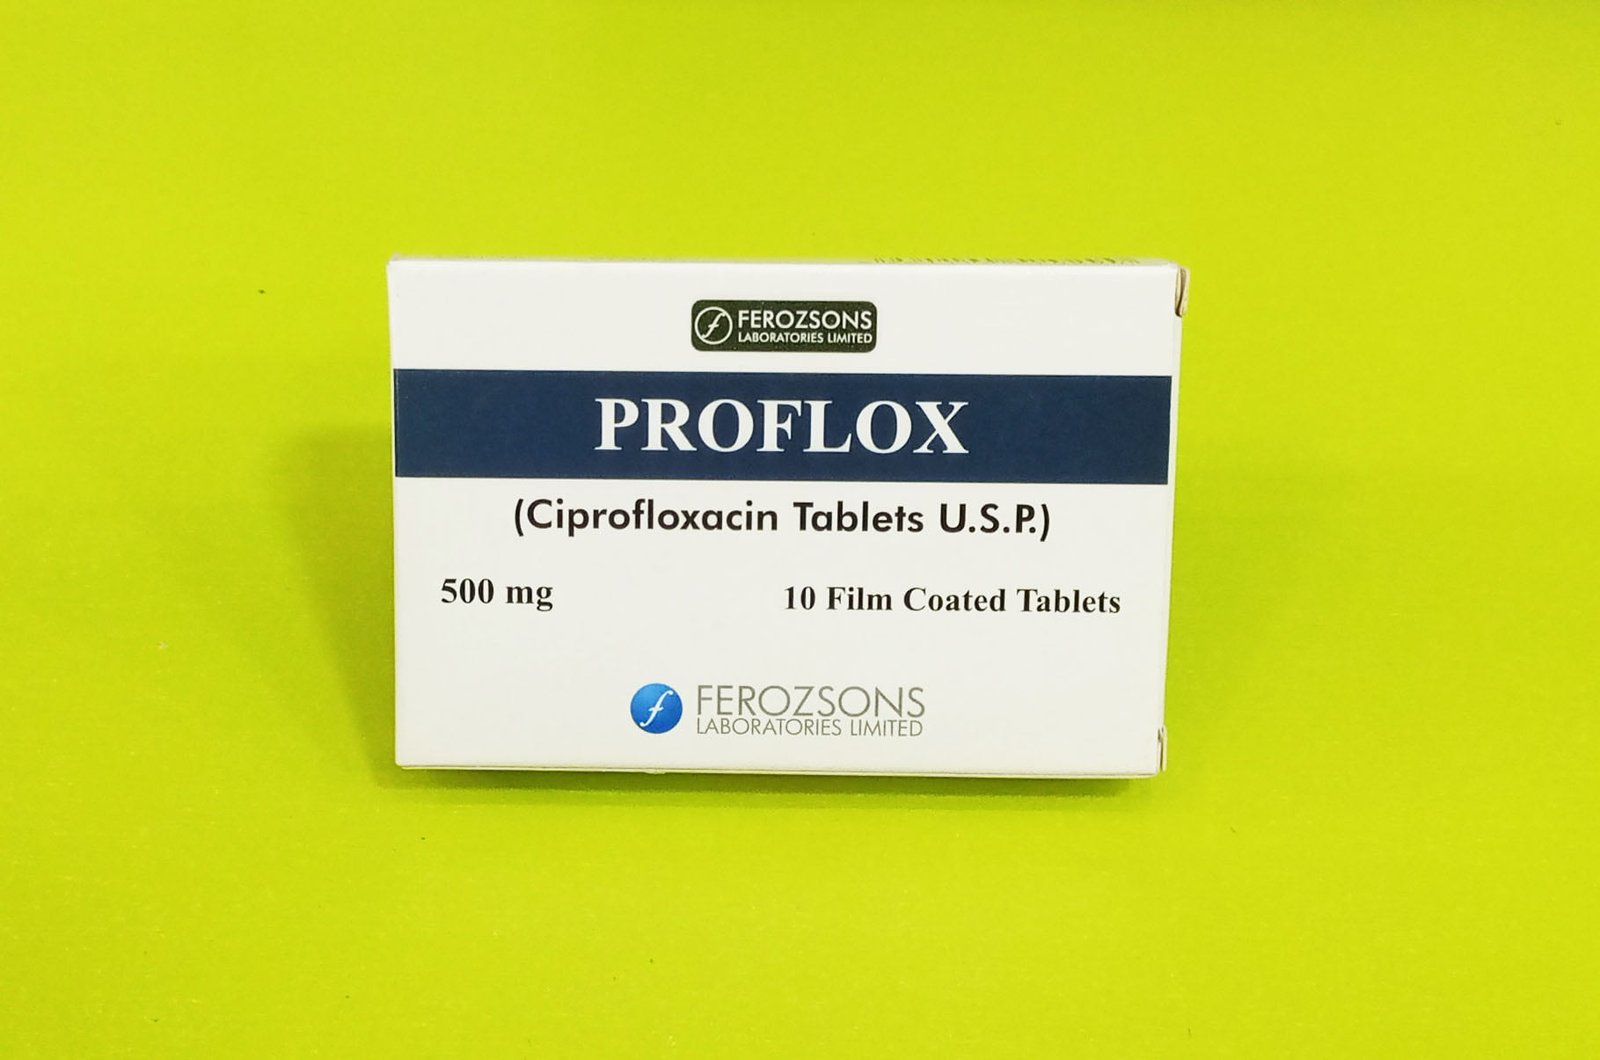 FEROZSONS
LABORATORIES LIMITED
PROFLOX
(Ciprofloxacin Tablets U.S.P.)
500 mg 10 Film Coated Tablets
FEROZSONS
LABORATORIES LIMITED